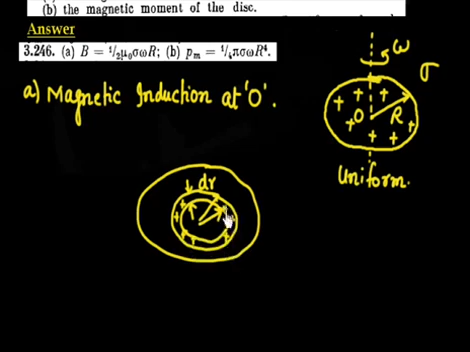 (b) the magnetic moment of the disc.
Answer
3.246. (a) B = ¹/₂μ₀σωR; (b) pₘ = ¹/₄πσωR⁴.
a) Magnetic Induction at 'O'.
ω
σ
+ + +
O R
+ +
+ + +
uniform.
dr
r